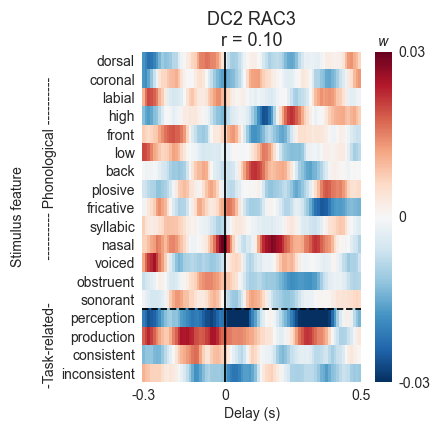 DC2 RAC3
r = 0.10
w
Stimulus feature
---------- Phonological ----------
-Task-related-
dorsal
coronal
labial
high
front
low
back
plosive
fricative
syllabic
nasal
voiced
obstruent
sonorant
perception
production
consistent
inconsistent
0.03
0
-0.03
-0.3
0
0.5
Delay (s)